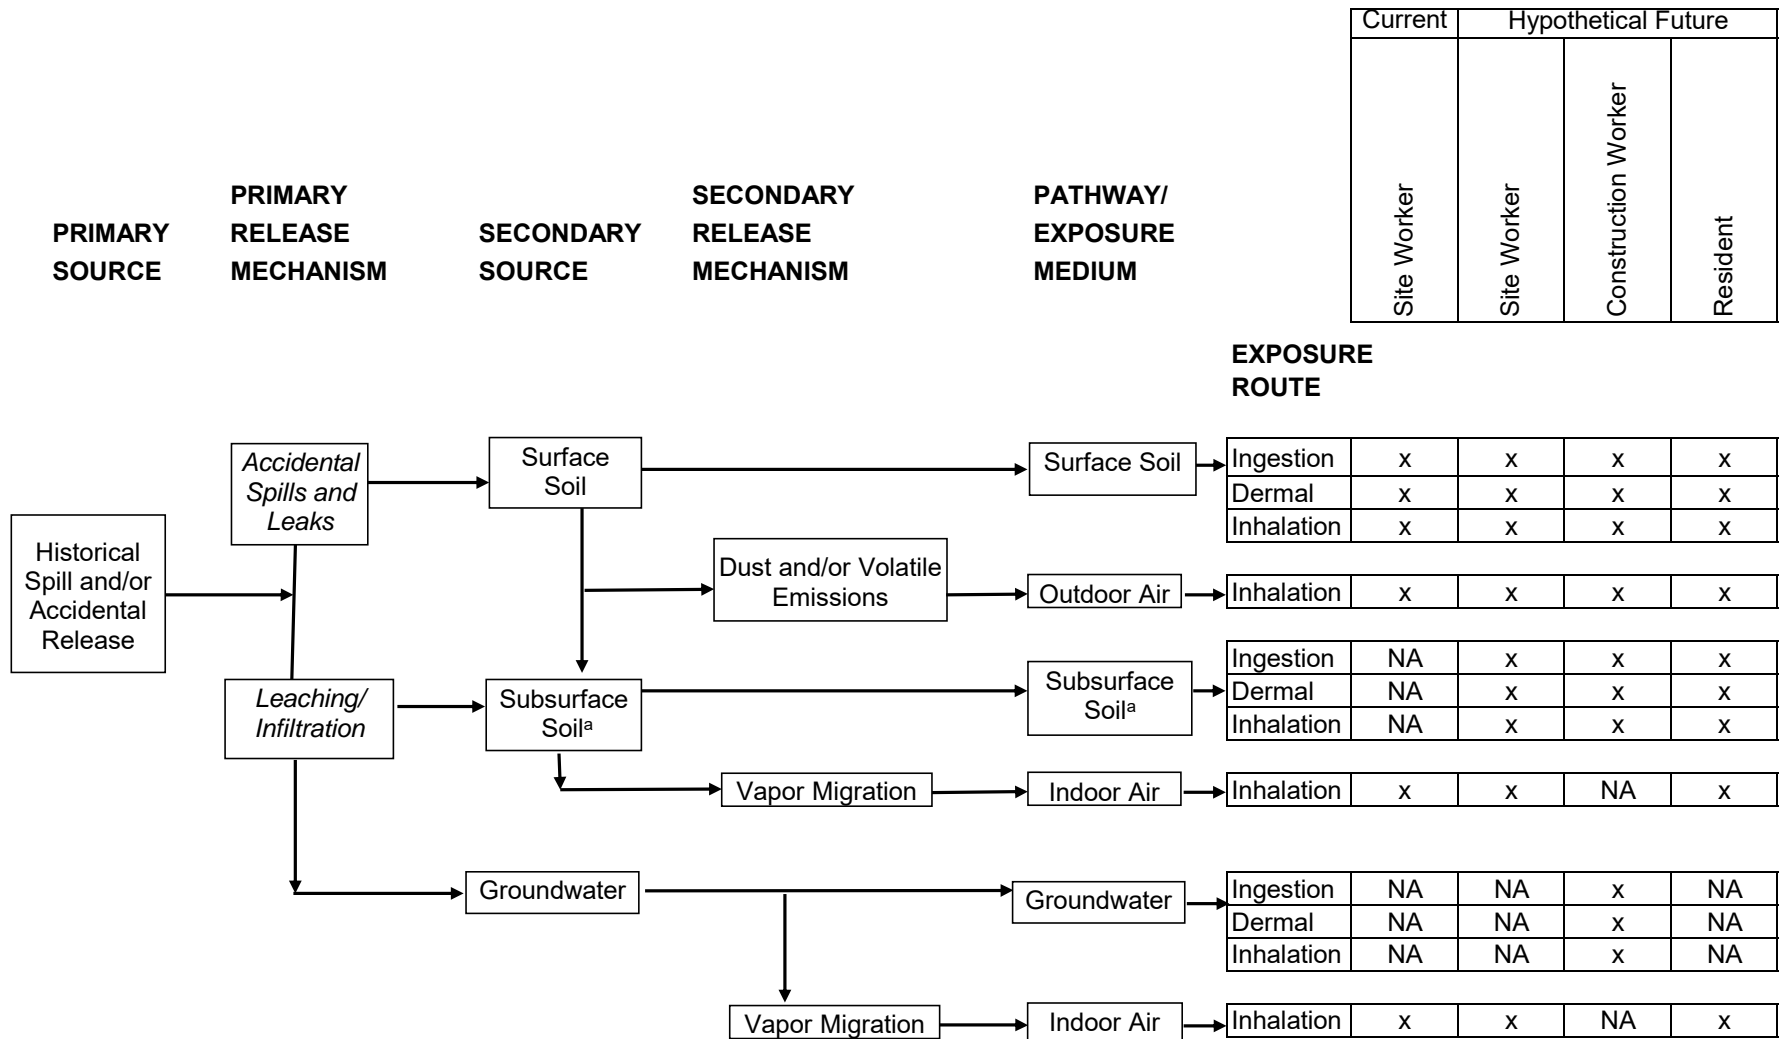 Current Hypothetical Future
Site Worker
Site Worker
Construction Worker
Resident
PRIMARY
SOURCE
PRIMARY
RELEASE
MECHANISM
SECONDARY
SOURCE
SECONDARY
RELEASE
MECHANISM
PATHWAY/
EXPOSURE
MEDIUM
EXPOSURE
ROUTE
Historical
Spill and/or
Accidental
Release
Accidental
Spills and
Leaks
Surface
Soil
Surface Soil
Ingestion x x x x
Dermal x x x x
Inhalation x x x x
Dust and/or Volatile
Emissions
Outdoor Air
Inhalation x x x x
Leaching/
Infiltration
Subsurface
Soilᵃ
Subsurface
Soilᵃ
Ingestion NA x x x
Dermal NA x x x
Inhalation NA x x x
Vapor Migration
Indoor Air
Inhalation x x NA x
Groundwater
Groundwater
Ingestion NA NA x NA
Dermal NA NA x NA
Inhalation NA NA x NA
Vapor Migration
Indoor Air
Inhalation x x NA x